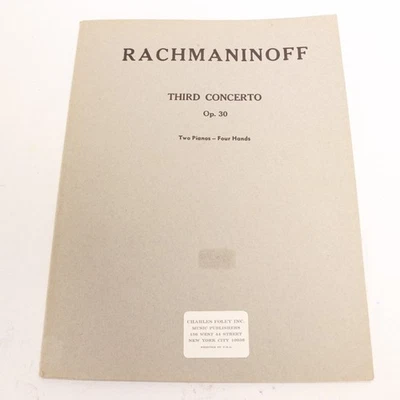 RACHMANINOFF
THIRD CONCERTO
Op. 30
Two Pianos – Four Hands
CHARLES FOLEY INC.
MUSIC PUBLISHERS
NEW YORK CITY